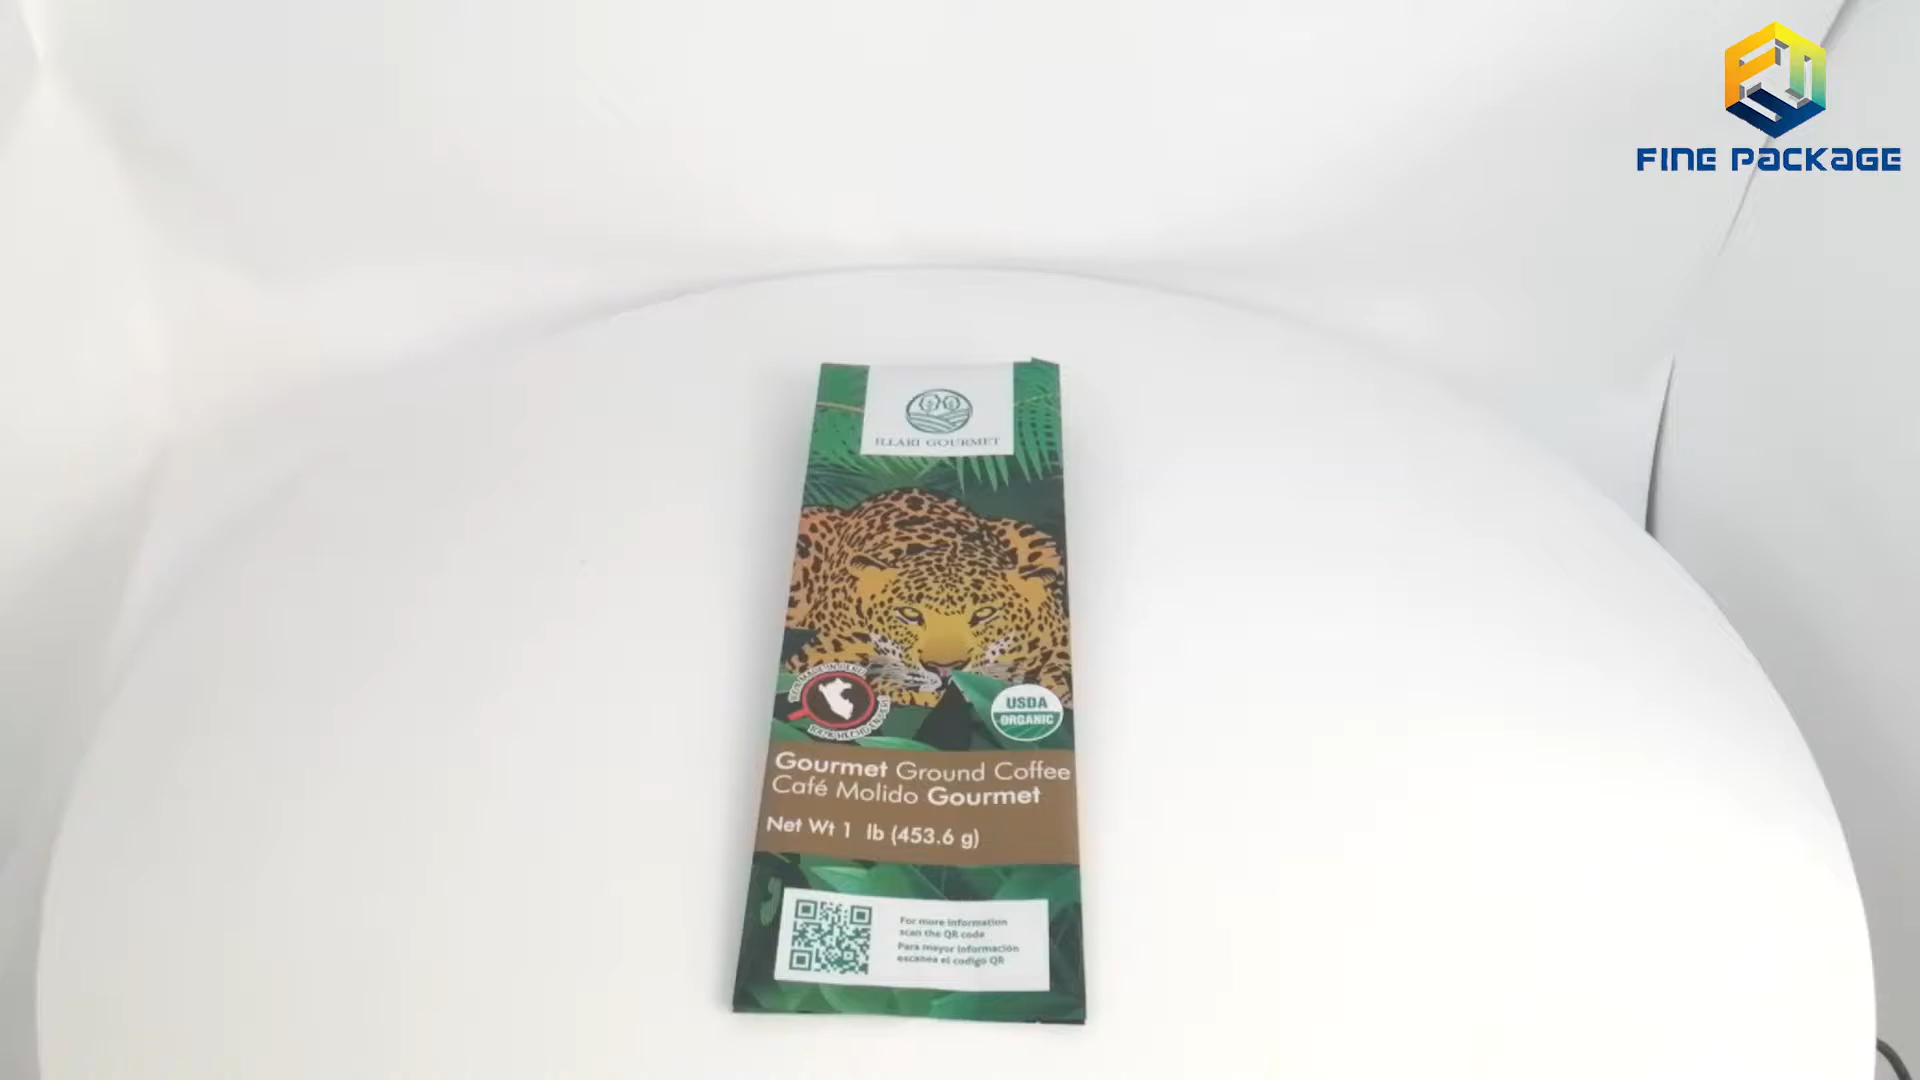 FINE PACKAGE
ILLARI GOURMET
USDA
ORGANIC
Gourmet Ground Coffee
Café Molido Gourmet
Net Wt 1 lb (453.6 g)
For more information
scan the QR code
Para mayor información
escanea el codigo QR